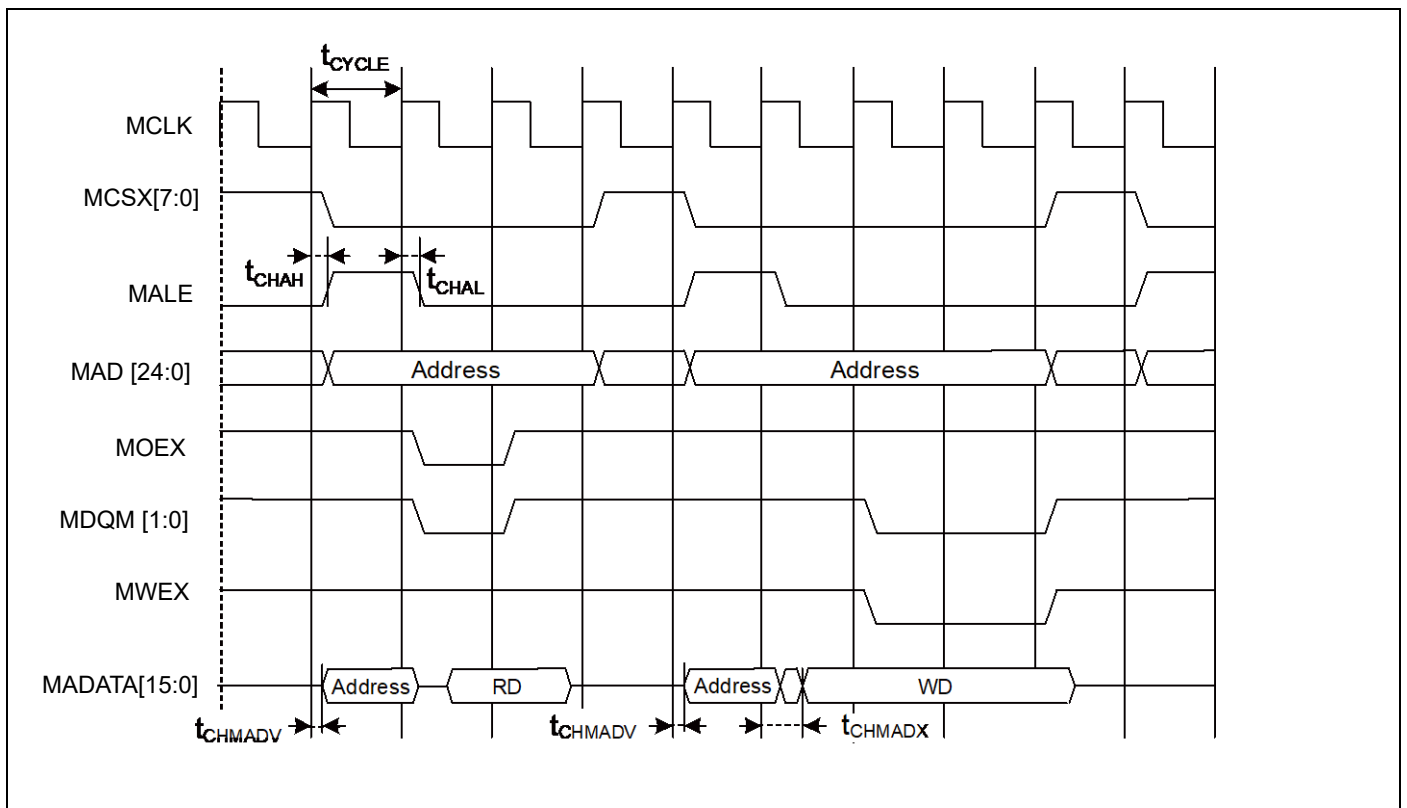 tCYCLE
MCLK
MCSX[7:0]
tCHAH
tCHAL
MALE
MAD [24:0]
Address
Address
MOEX
MDQM [1:0]
MWEX
MADATA[15:0]
Address
RD
Address
WD
tCHMADV
tCHMADV
tCHMADX